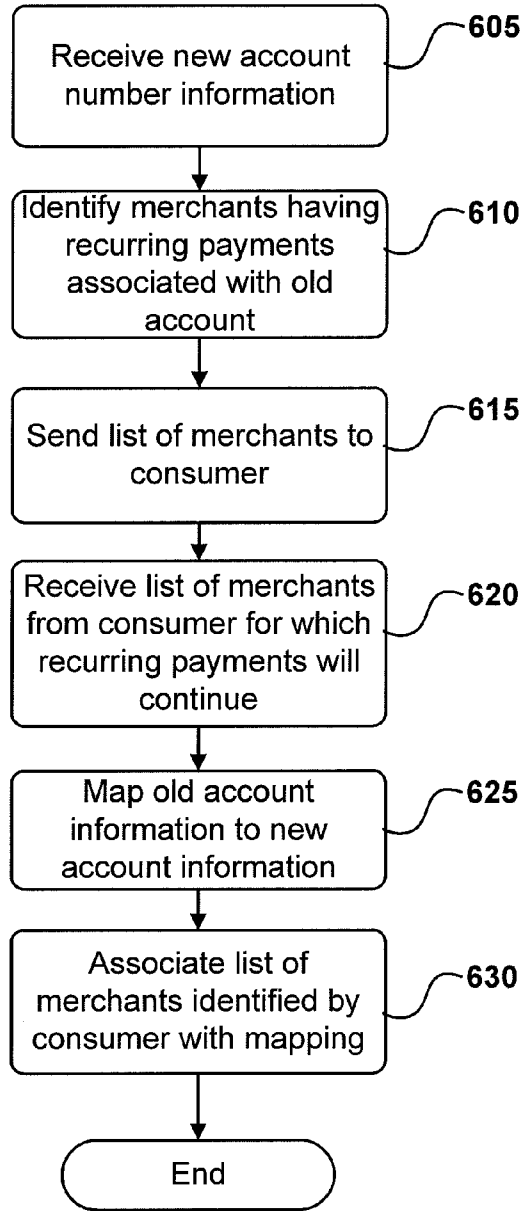 605
Receive new account
number information
610
Identify merchants having
recurring payments
associated with old
account
615
Send list of merchants to
consumer
620
Receive list of merchants
from consumer for which
recurring payments will
continue
625
Map old account
information to new
account information
630
Associate list of
merchants identified by
consumer with mapping
End